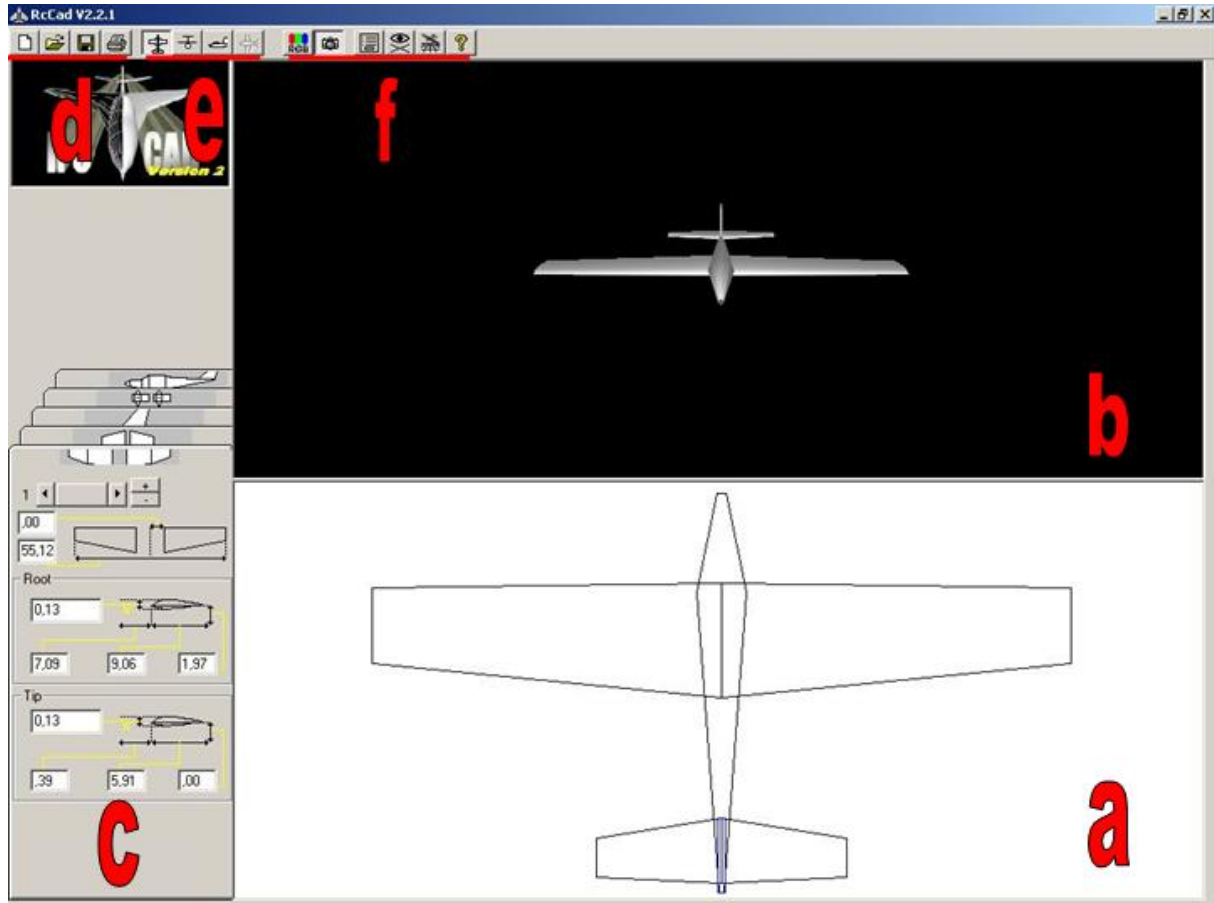 RcCad V2.2.1
RGB
d
e
f
Version 2
b
1
+
-
,00
55,12
Root
0,13
7,09
9,06
1,97
Tip
0,13
,39
5,91
,00
c
a